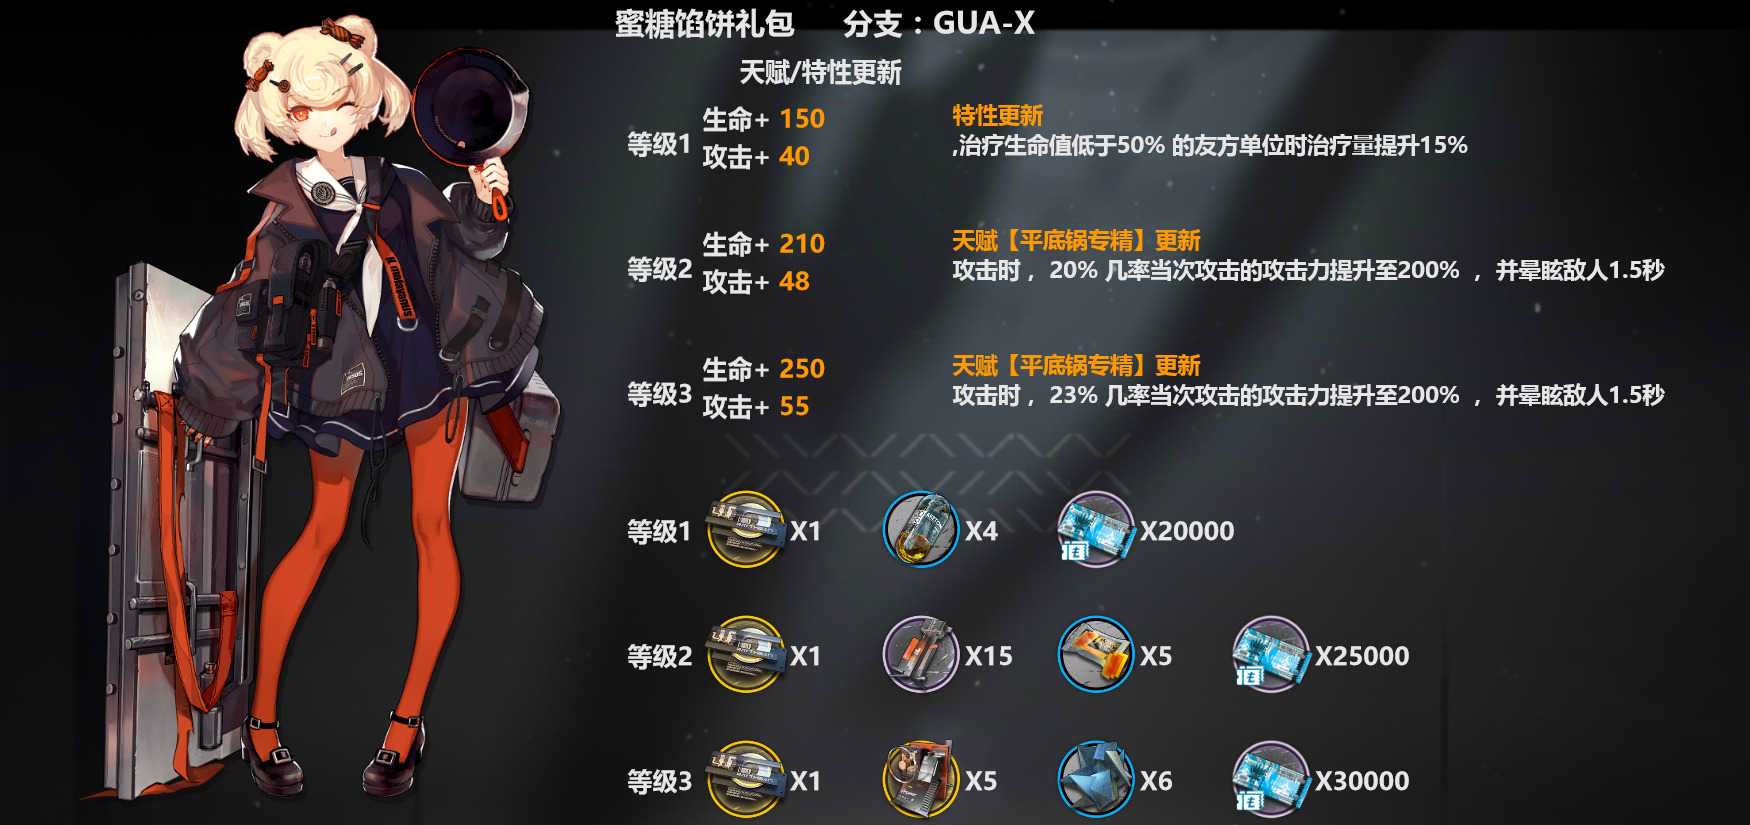 蜜糖馅饼礼包 分支：GUA-X
天赋/特性更新
等级1
生命+ 150
攻击+ 40
特性更新
,治疗生命值低于50% 的友方单位时治疗量提升15%
等级2
生命+ 210
攻击+ 48
天赋【平底锅专精】更新
攻击时， 20% 几率当次攻击的攻击力提升至200% ， 并晕眩敌人1.5秒
等级3
生命+ 250
攻击+ 55
天赋【平底锅专精】更新
攻击时， 23% 几率当次攻击的攻击力提升至200% ， 并晕眩敌人1.5秒
等级1 X1 X4 X20000
等级2 X1 X15 X5 X25000
等级3 X1 X5 X6 X30000